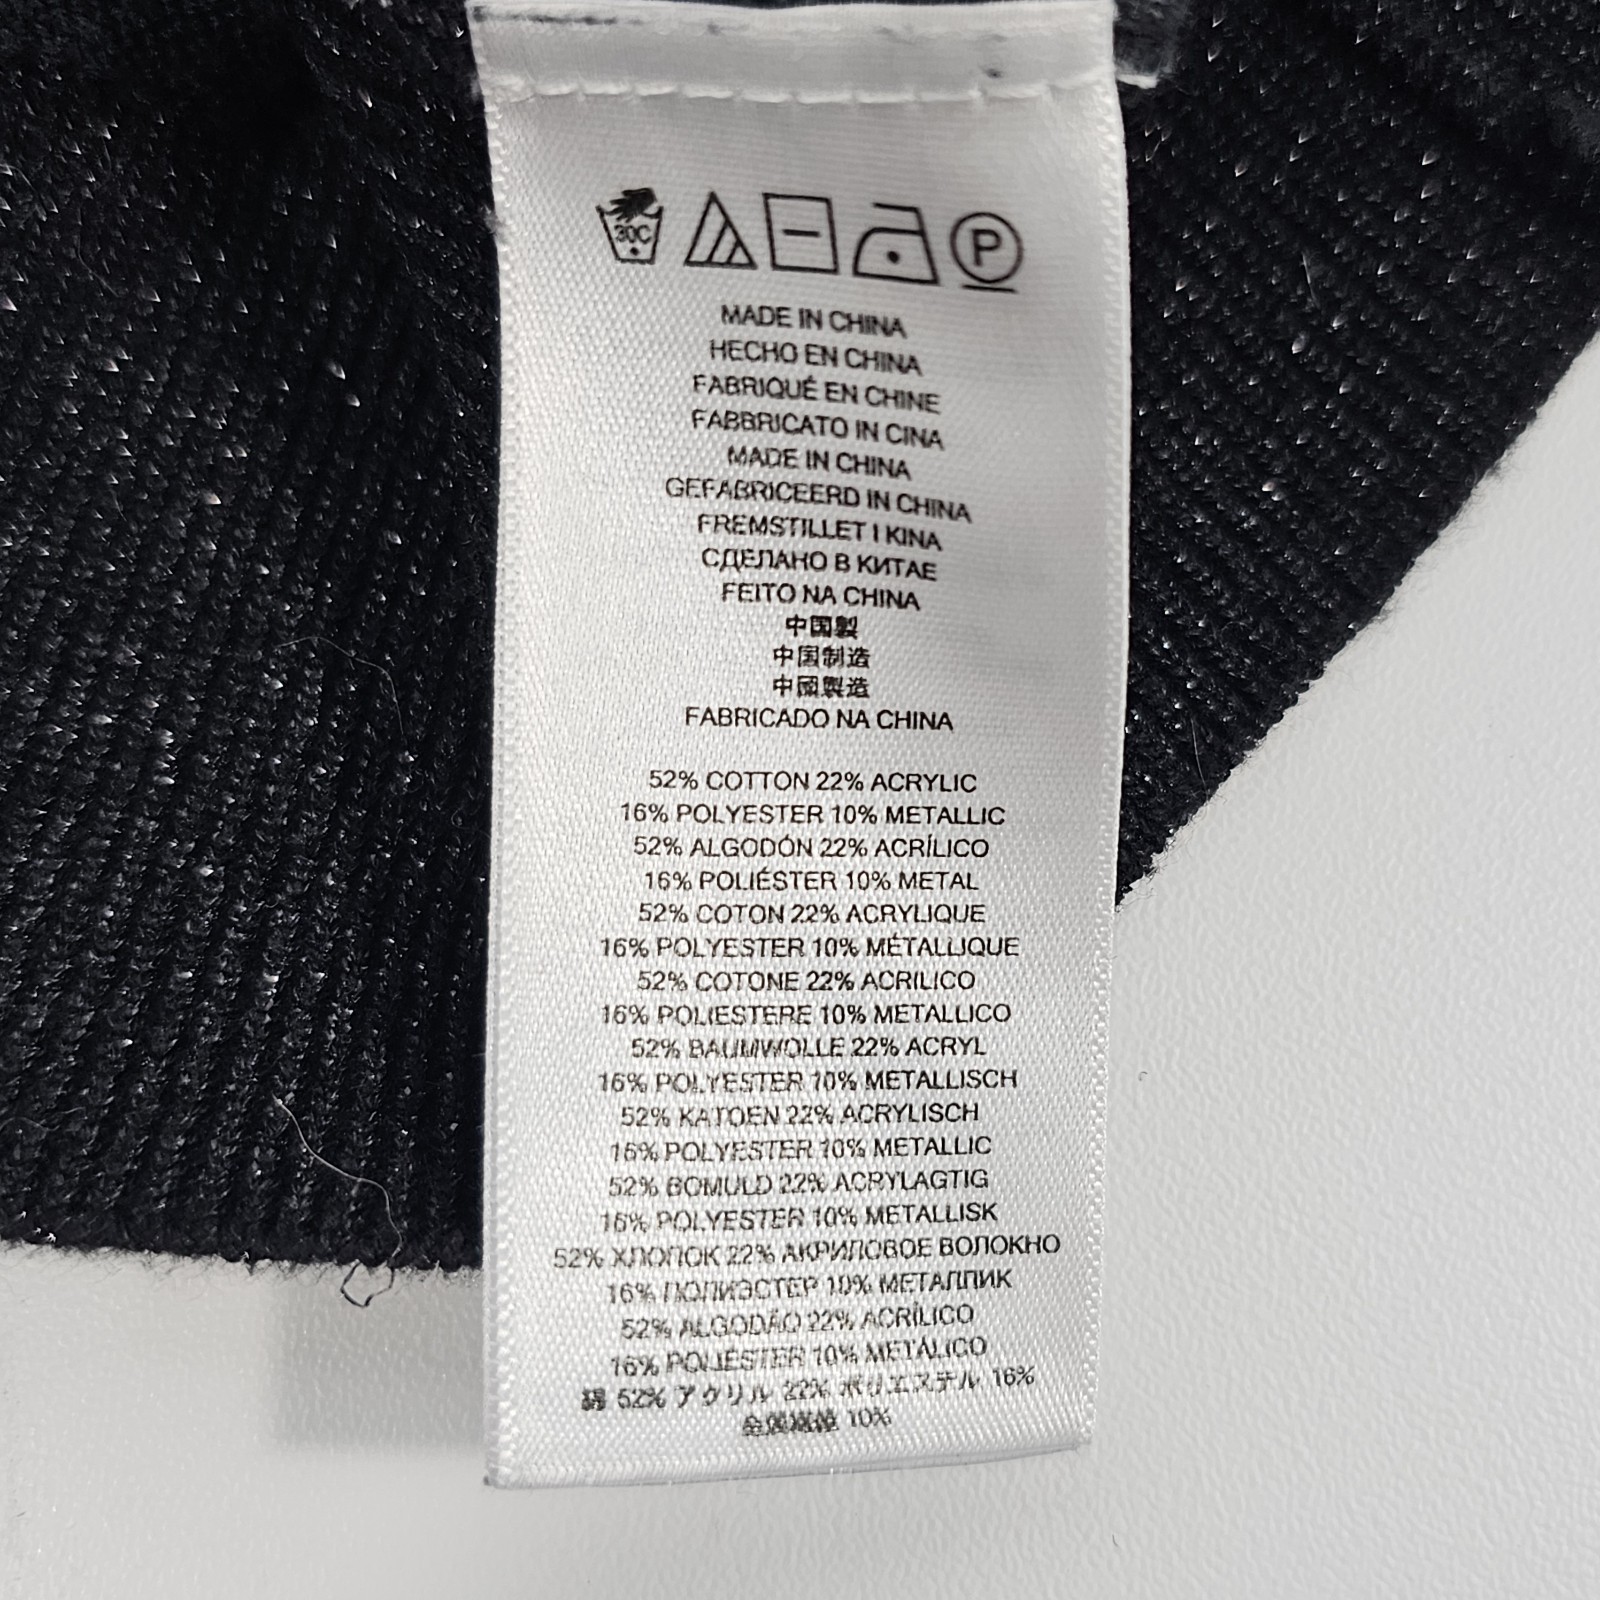 30C
P
MADE IN CHINA
HECHO EN CHINA
FABRIQUÉ EN CHINE
FABBRICATO IN CINA
MADE IN CHINA
GEFABRICEERD IN CHINA
FREMSTILLET I KINA
СДЕЛАНО В КИТАЕ
FEITO NA CHINA
中国製
中国制造
中國製造
FABRICADO NA CHINA
52% COTTON 22% ACRYLIC
16% POLYESTER 10% METALLIC
52% ALGODÓN 22% ACRÍLICO
16% POLIÉSTER 10% METAL
52% COTON 22% ACRYLIQUE
16% POLYESTER 10% MÉTALLIQUE
52% COTONE 22% ACRILICO
16% POLIESTERE 10% METALLICO
52% BAUMWOLLE 22% ACRYL
16% POLYESTER 10% METALLISCH
52% KATOEN 22% ACRYLISCH
16% POLYESTER 10% METALLIC
52% BOMULD 22% ACRYLAGTIG
16% POLYESTER 10% METALLISK
52% ХЛОПОК 22% АКРИЛОВОЕ ВОЛОКНО
16% ПОЛИЭСТЕР 10% МЕТАЛЛИК
52% ALGODÃO 22% ACRÍLICO
16% POLIÉSTER 10% METÁLICO
52% アクリル 22% ポリエステル 16%
10%